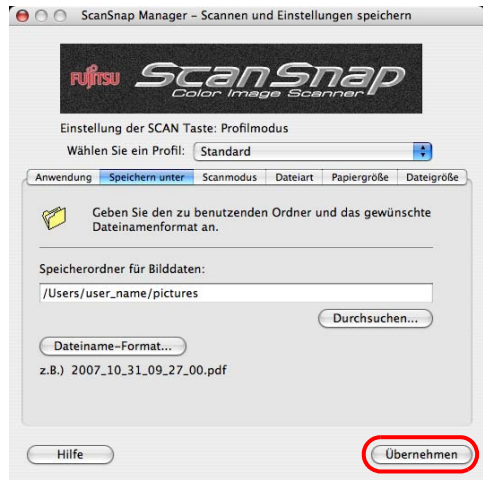 ScanSnap Manager – Scannen und Einstellungen speichern
FUJITSU ScanSnap
Color Image Scanner
Einstellung der SCAN Taste: Profilmodus
Wählen Sie ein Profil: Standard
Anwendung Speichern unter Scanmodus Dateiart Papiergröße Dateigröße
Geben Sie den zu benutzenden Ordner und das gewünschte
Dateinamenformat an.
Speicherordner für Bilddaten:
/Users/user_name/pictures
Durchsuchen...
Dateiname-Format...
z.B.) 2007_10_31_09_27_00.pdf
Hilfe Übernehmen